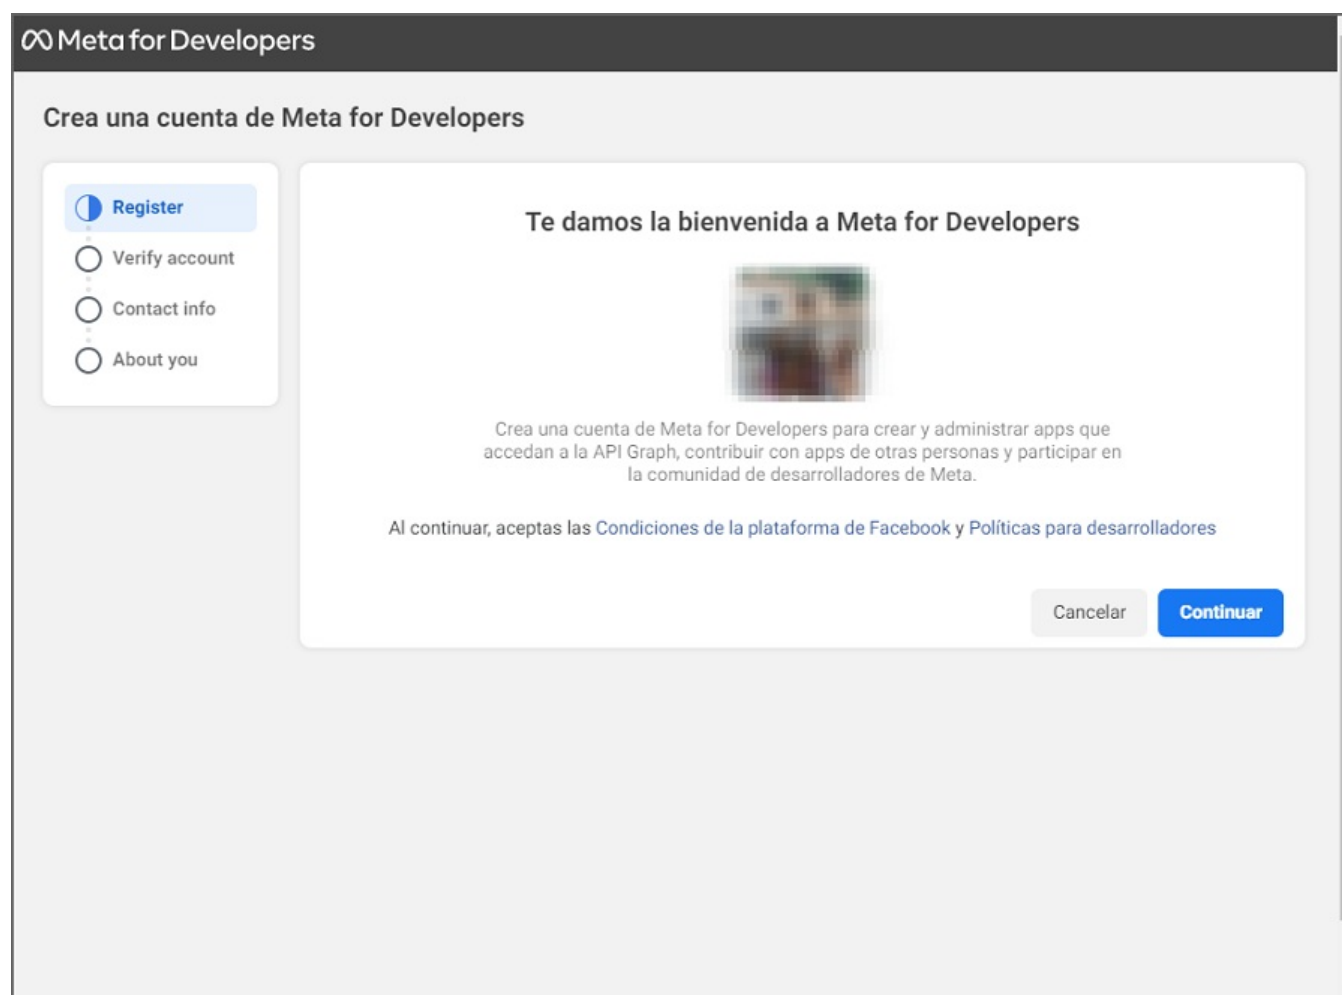 Meta for Developers
Crea una cuenta de Meta for Developers
Register
Verify account
Contact info
About you
Te damos la bienvenida a Meta for Developers
Crea una cuenta de Meta for Developers para crear y administrar apps que
accedan a la API Graph, contribuir con apps de otras personas y participar en
la comunidad de desarrolladores de Meta.
Al continuar, aceptas las Condiciones de la plataforma de Facebook y Políticas para desarrolladores
Cancelar
Continuar